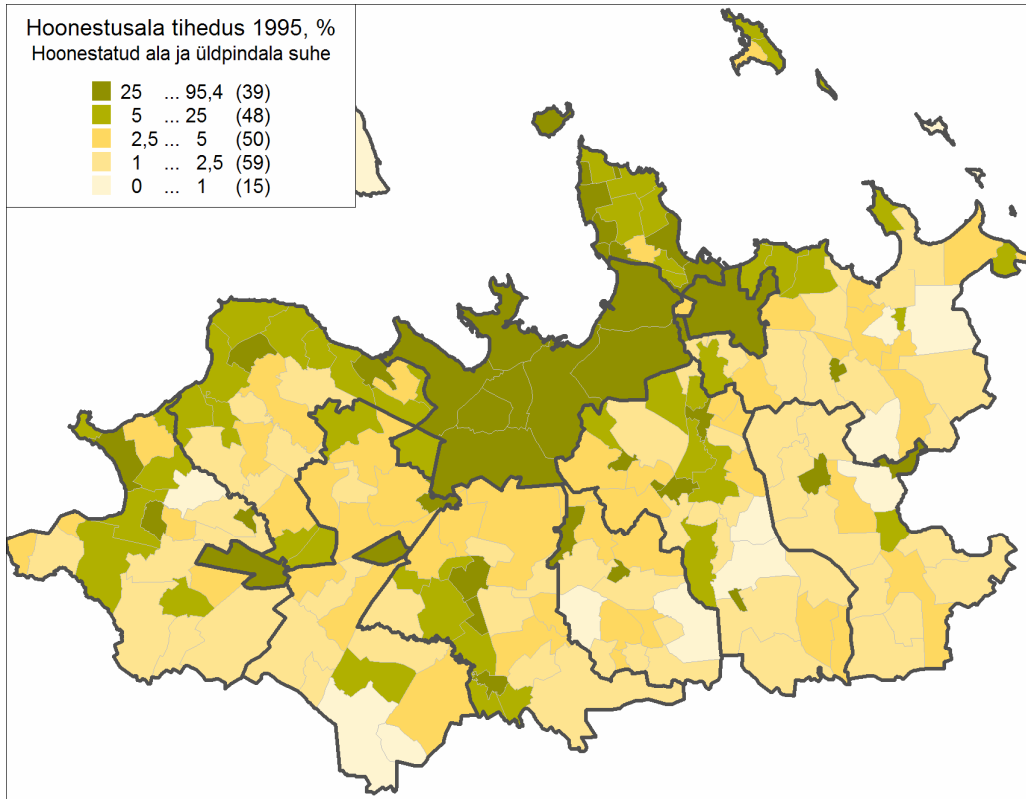 Hoonestusala tihedus 1995, %
Hoonestatud ala ja üldpindala suhe
25 ... 95,4 (39)
5 ... 25 (48)
2,5 ... 5 (50)
1 ... 2,5 (59)
0 ... 1 (15)